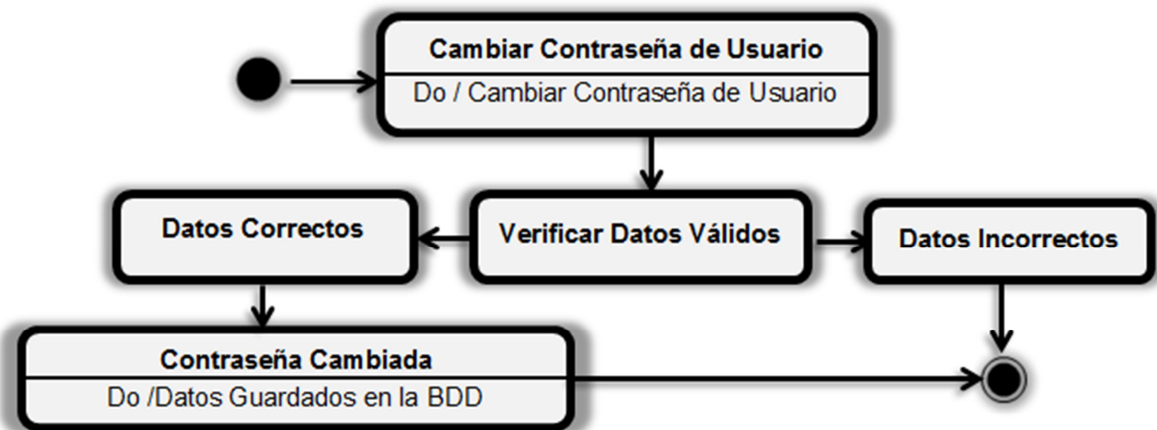 Cambiar Contraseña de Usuario
Do / Cambiar Contraseña de Usuario
Datos Correctos
Verificar Datos Válidos
Datos Incorrectos
Contraseña Cambiada
Do /Datos Guardados en la BDD